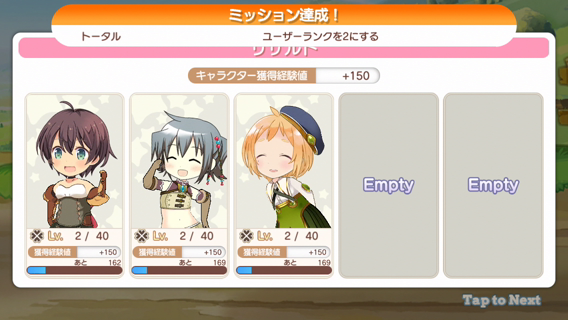 ミッション達成！
トータル ユーザーランクを2にする
リザルト
キャラクター獲得経験値 +150
Lv. 2 / 40
獲得経験値 +150
あと 162
Lv. 2 / 40
獲得経験値 +150
あと 169
Lv. 2 / 40
獲得経験値 +150
あと 169
Empty
Empty
Tap to Next